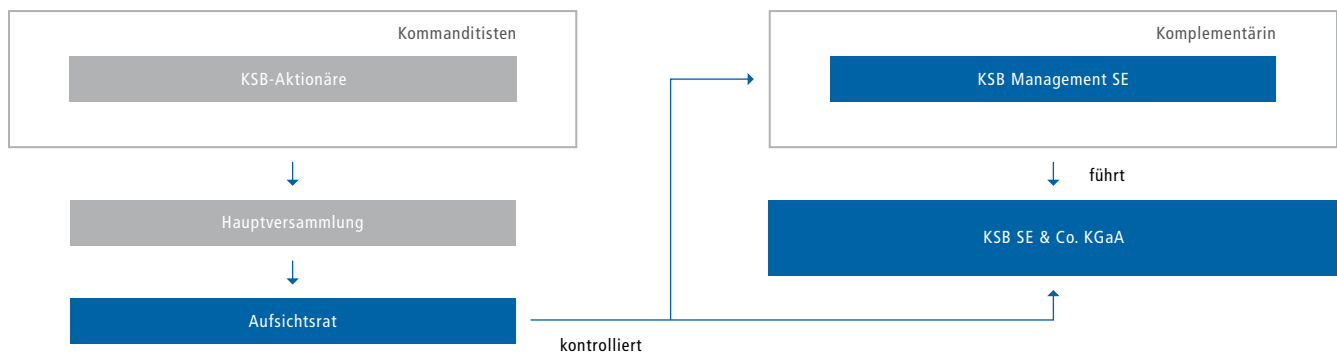 Kommanditisten
KSB-Aktionäre
Hauptversammlung
Aufsichtsrat
kontrolliert
Komplementärin
KSB Management SE
führt
KSB SE & Co. KGaA